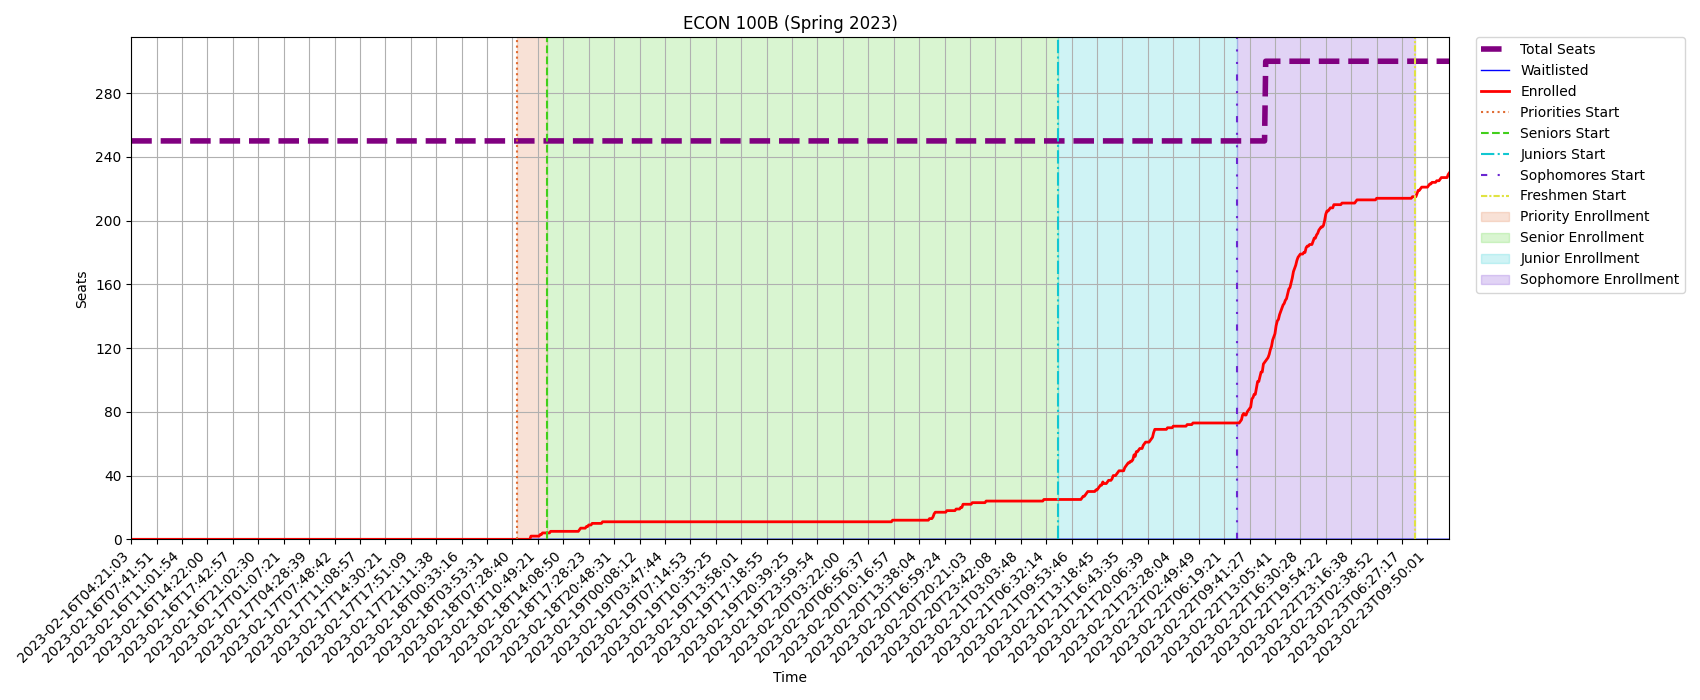 ECON 100B (Spring 2023)
Total Seats
Waitlisted
Enrolled
Priorities Start
Seniors Start
Juniors Start
Sophomores Start
Freshmen Start
Priority Enrollment
Senior Enrollment
Junior Enrollment
Sophomore Enrollment
Seats
280
240
200
160
120
80
40
0
2023-02-16T04:21:03
2023-02-16T07:41:51
2023-02-16T11:01:54
2023-02-16T14:22:00
2023-02-16T17:42:57
2023-02-16T21:02:30
2023-02-17T01:07:21
2023-02-17T04:28:39
2023-02-17T07:48:42
2023-02-17T11:08:57
2023-02-17T14:30:21
2023-02-17T17:51:09
2023-02-17T21:11:38
2023-02-18T00:33:16
2023-02-18T03:53:31
2023-02-18T07:28:40
2023-02-18T10:49:21
2023-02-18T14:08:50
2023-02-18T17:28:23
2023-02-18T20:48:31
2023-02-19T00:08:12
2023-02-19T03:47:44
2023-02-19T07:14:53
2023-02-19T10:35:25
2023-02-19T13:58:01
2023-02-19T17:18:55
2023-02-19T20:39:25
2023-02-19T23:59:54
2023-02-20T03:22:00
2023-02-20T06:56:37
2023-02-20T10:16:57
2023-02-20T13:38:04
2023-02-20T16:59:24
2023-02-20T20:21:03
2023-02-20T23:42:08
2023-02-21T03:03:48
2023-02-21T06:32:14
2023-02-21T09:53:46
2023-02-21T13:18:45
2023-02-21T16:43:35
2023-02-21T20:06:39
2023-02-21T23:28:04
2023-02-22T02:49:49
2023-02-22T06:19:21
2023-02-22T09:41:27
2023-02-22T13:05:41
2023-02-22T16:30:28
2023-02-22T19:54:22
2023-02-22T23:16:38
2023-02-23T02:38:52
2023-02-23T06:27:17
2023-02-23T09:50:01
Time